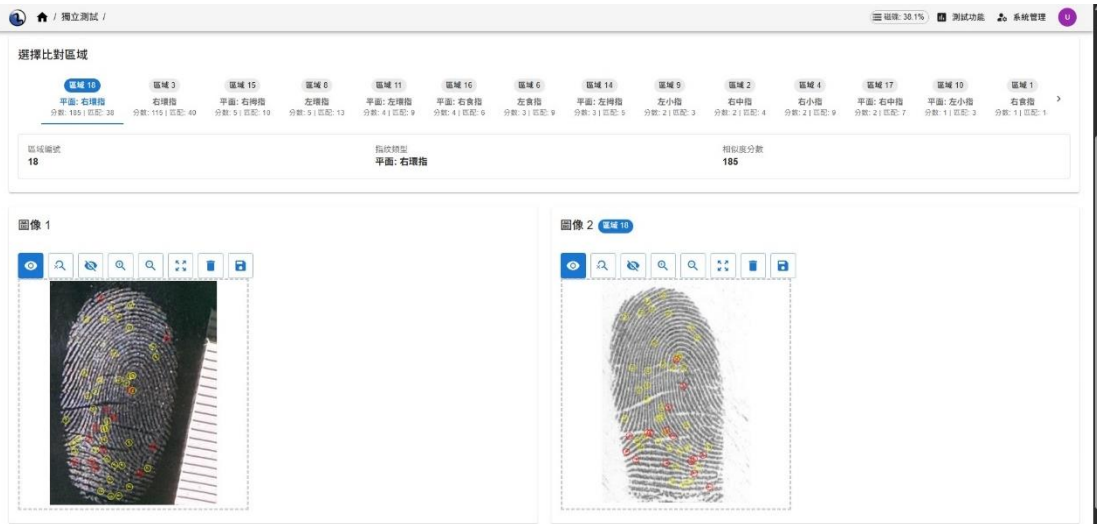 / 獨立測試 /
磁碟: 38.1%
測試功能
系統管理
U
選擇比對區域
區域 18 區域 3 區域 15 區域 8 區域 11 區域 16 區域 6 區域 14 區域 9 區域 2 區域 4 區域 17 區域 10 區域 1
平面: 右環指 右環指 平面: 右拇指 左環指 平面: 左環指 平面: 右食指 左食指 平面: 左拇指 左小指 右中指 右小指 平面: 右中指 平面: 左小指 右食指
分數: 185 | 匹配: 38 分數: 115 | 匹配: 40 分數: 5 | 匹配: 10 分數: 5 | 匹配: 13 分數: 4 | 匹配: 9 分數: 4 | 匹配: 6 分數: 3 | 匹配: 9 分數: 3 | 匹配: 5 分數: 2 | 匹配: 3 分數: 2 | 匹配: 4 分數: 2 | 匹配: 9 分數: 2 | 匹配: 7 分數: 1 | 匹配: 3 分數: 1 | 匹配: 1
區域編號 指紋類型 相似度分數
18 平面: 右環指 185
圖像 1
圖像 2 區域 18